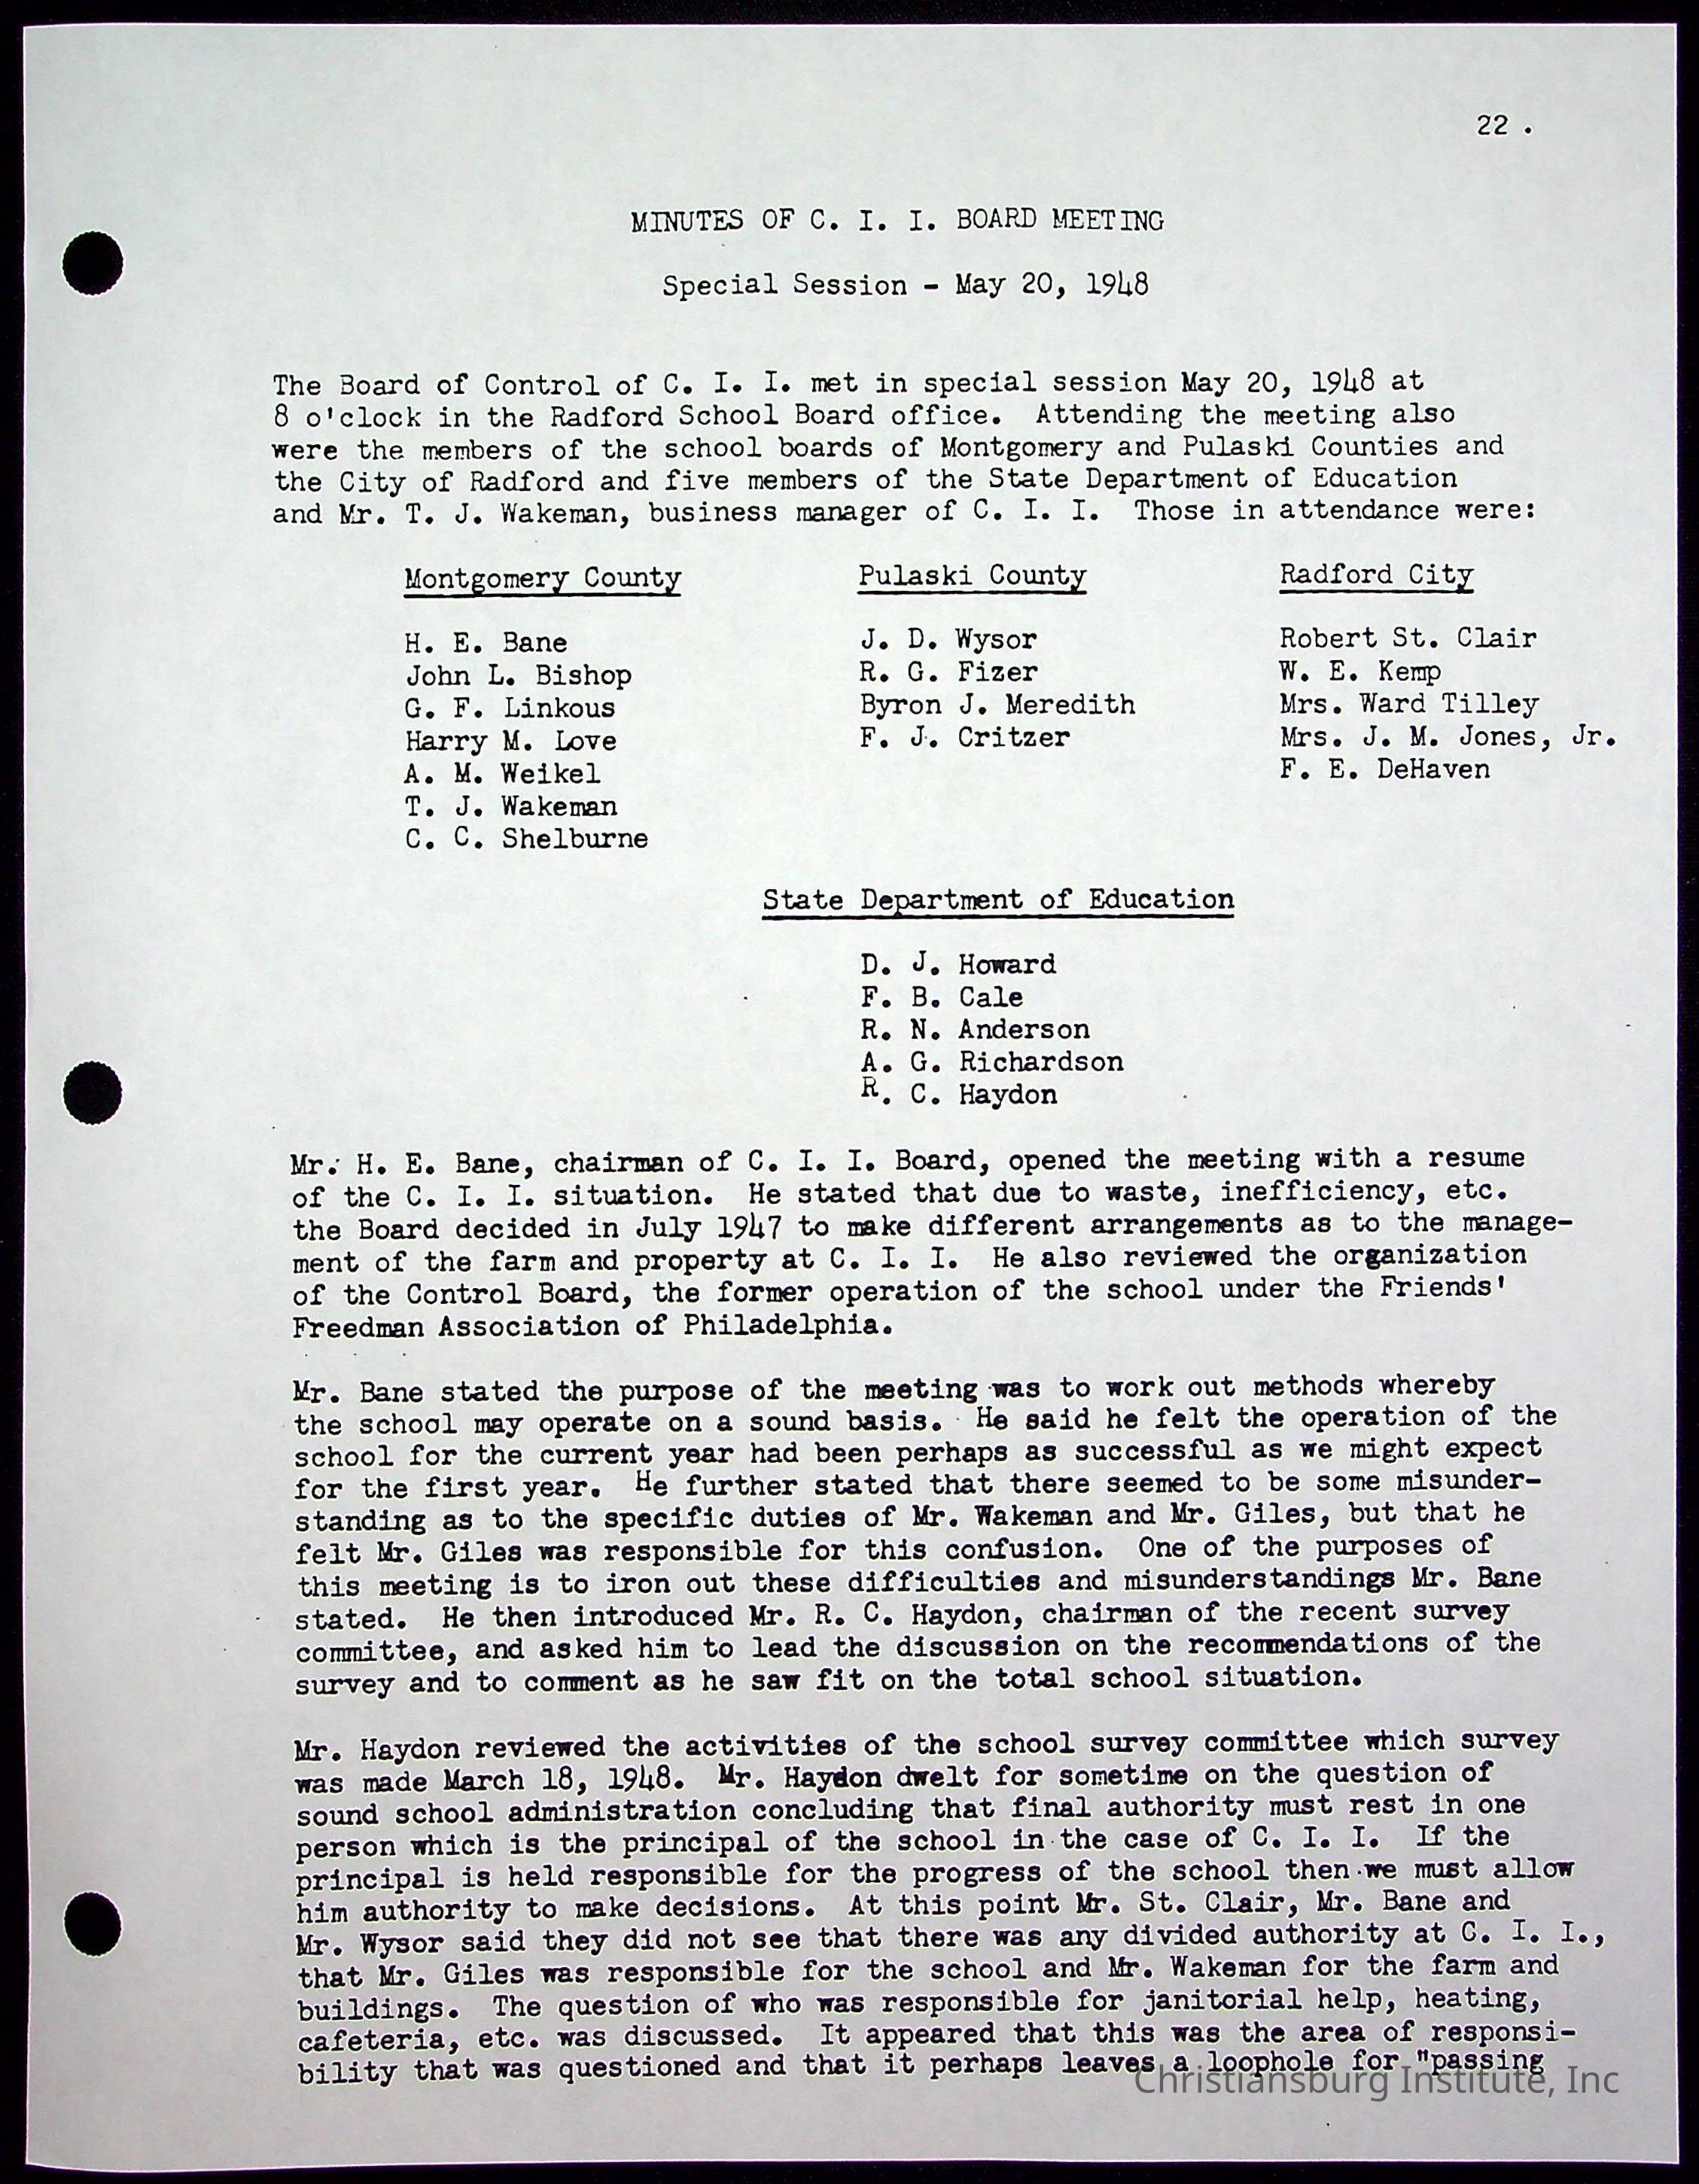 22 .
MINUTES OF C. I. I. BOARD MEETING
Special Session - May 20, 1948
The Board of Control of C. I. I. met in special session May 20, 1948 at
8 o'clock in the Radford School Board office. Attending the meeting also
were the members of the school boards of Montgomery and Pulaski Counties and
the City of Radford and five members of the State Department of Education
and Mr. T. J. Wakeman, business manager of C. I. I. Those in attendance were:
Montgomery County
H. E. Bane
John L. Bishop
G. F. Linkous
Harry M. Love
A. M. Weikel
T. J. Wakeman
C. C. Shelburne
Pulaski County
J. D. Wysor
R. G. Fizer
Byron J. Meredith
F. J. Critzer
Radford City
Robert St. Clair
W. E. Kemp
Mrs. Ward Tilley
Mrs. J. M. Jones, Jr.
F. E. DeHaven
State Department of Education
D. J. Howard
F. B. Cale
R. N. Anderson
A. G. Richardson
R. C. Haydon
Mr. H. E. Bane, chairman of C. I. I. Board, opened the meeting with a resume
of the C. I. I. situation. He stated that due to waste, inefficiency, etc.
the Board decided in July 1947 to make different arrangements as to the manage-
ment of the farm and property at C. I. I. He also reviewed the organization
of the Control Board, the former operation of the school under the Friends'
Freedman Association of Philadelphia.
Mr. Bane stated the purpose of the meeting was to work out methods whereby
the school may operate on a sound basis. He said he felt the operation of the
school for the current year had been perhaps as successful as we might expect
for the first year. He further stated that there seemed to be some misunder-
standing as to the specific duties of Mr. Wakeman and Mr. Giles, but that he
felt Mr. Giles was responsible for this confusion. One of the purposes of
this meeting is to iron out these difficulties and misunderstandings Mr. Bane
stated. He then introduced Mr. R. C. Haydon, chairman of the recent survey
committee, and asked him to lead the discussion on the recommendations of the
survey and to comment as he saw fit on the total school situation.
Mr. Haydon reviewed the activities of the school survey committee which survey
was made March 18, 1948. Mr. Haydon dwelt for sometime on the question of
sound school administration concluding that final authority must rest in one
person which is the principal of the school in the case of C. I. I. If the
principal is held responsible for the progress of the school then we must allow
him authority to make decisions. At this point Mr. St. Clair, Mr. Bane and
Mr. Wysor said they did not see that there was any divided authority at C. I. I.,
that Mr. Giles was responsible for the school and Mr. Wakeman for the farm and
buildings. The question of who was responsible for janitorial help, heating,
cafeteria, etc. was discussed. It appeared that this was the area of responsi-
bility that was questioned and that it perhaps leaves a loophole for "passing
Christiansburg Institute, Inc